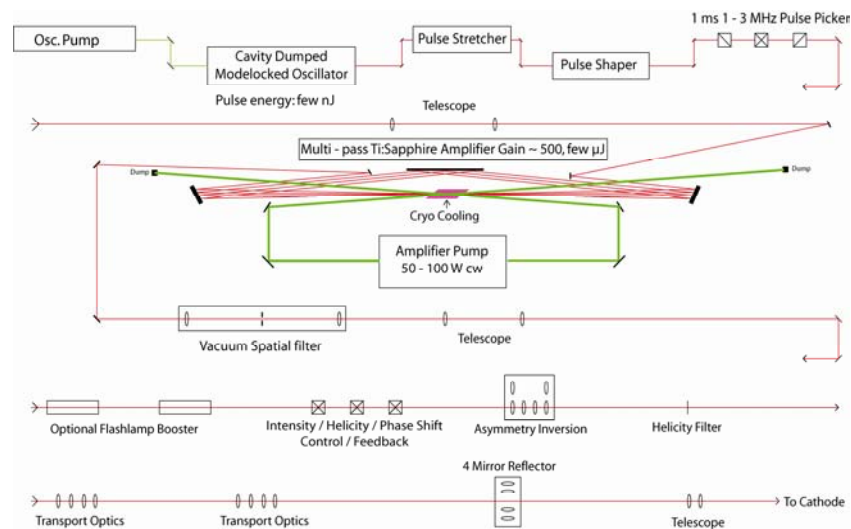 1 ms 1 - 3 MHz Pulse Picker
Osc. Pump
Pulse Stretcher
Cavity Dumped
Modelocked Oscillator
Pulse Shaper
Pulse energy: few nJ
Telescope
Multi - pass Ti:Sapphire Amplifier Gain ~ 500, few µJ
Dump
Dump
Cryo Cooling
Amplifier Pump
50 - 100 W cw
Vacuum Spatial filter
Telescope
Optional Flashlamp Booster
Intensity / Helicity / Phase Shift
Control / Feedback
Asymmetry Inversion
Helicity Filter
4 Mirror Reflector
To Cathode
Transport Optics
Transport Optics
Telescope